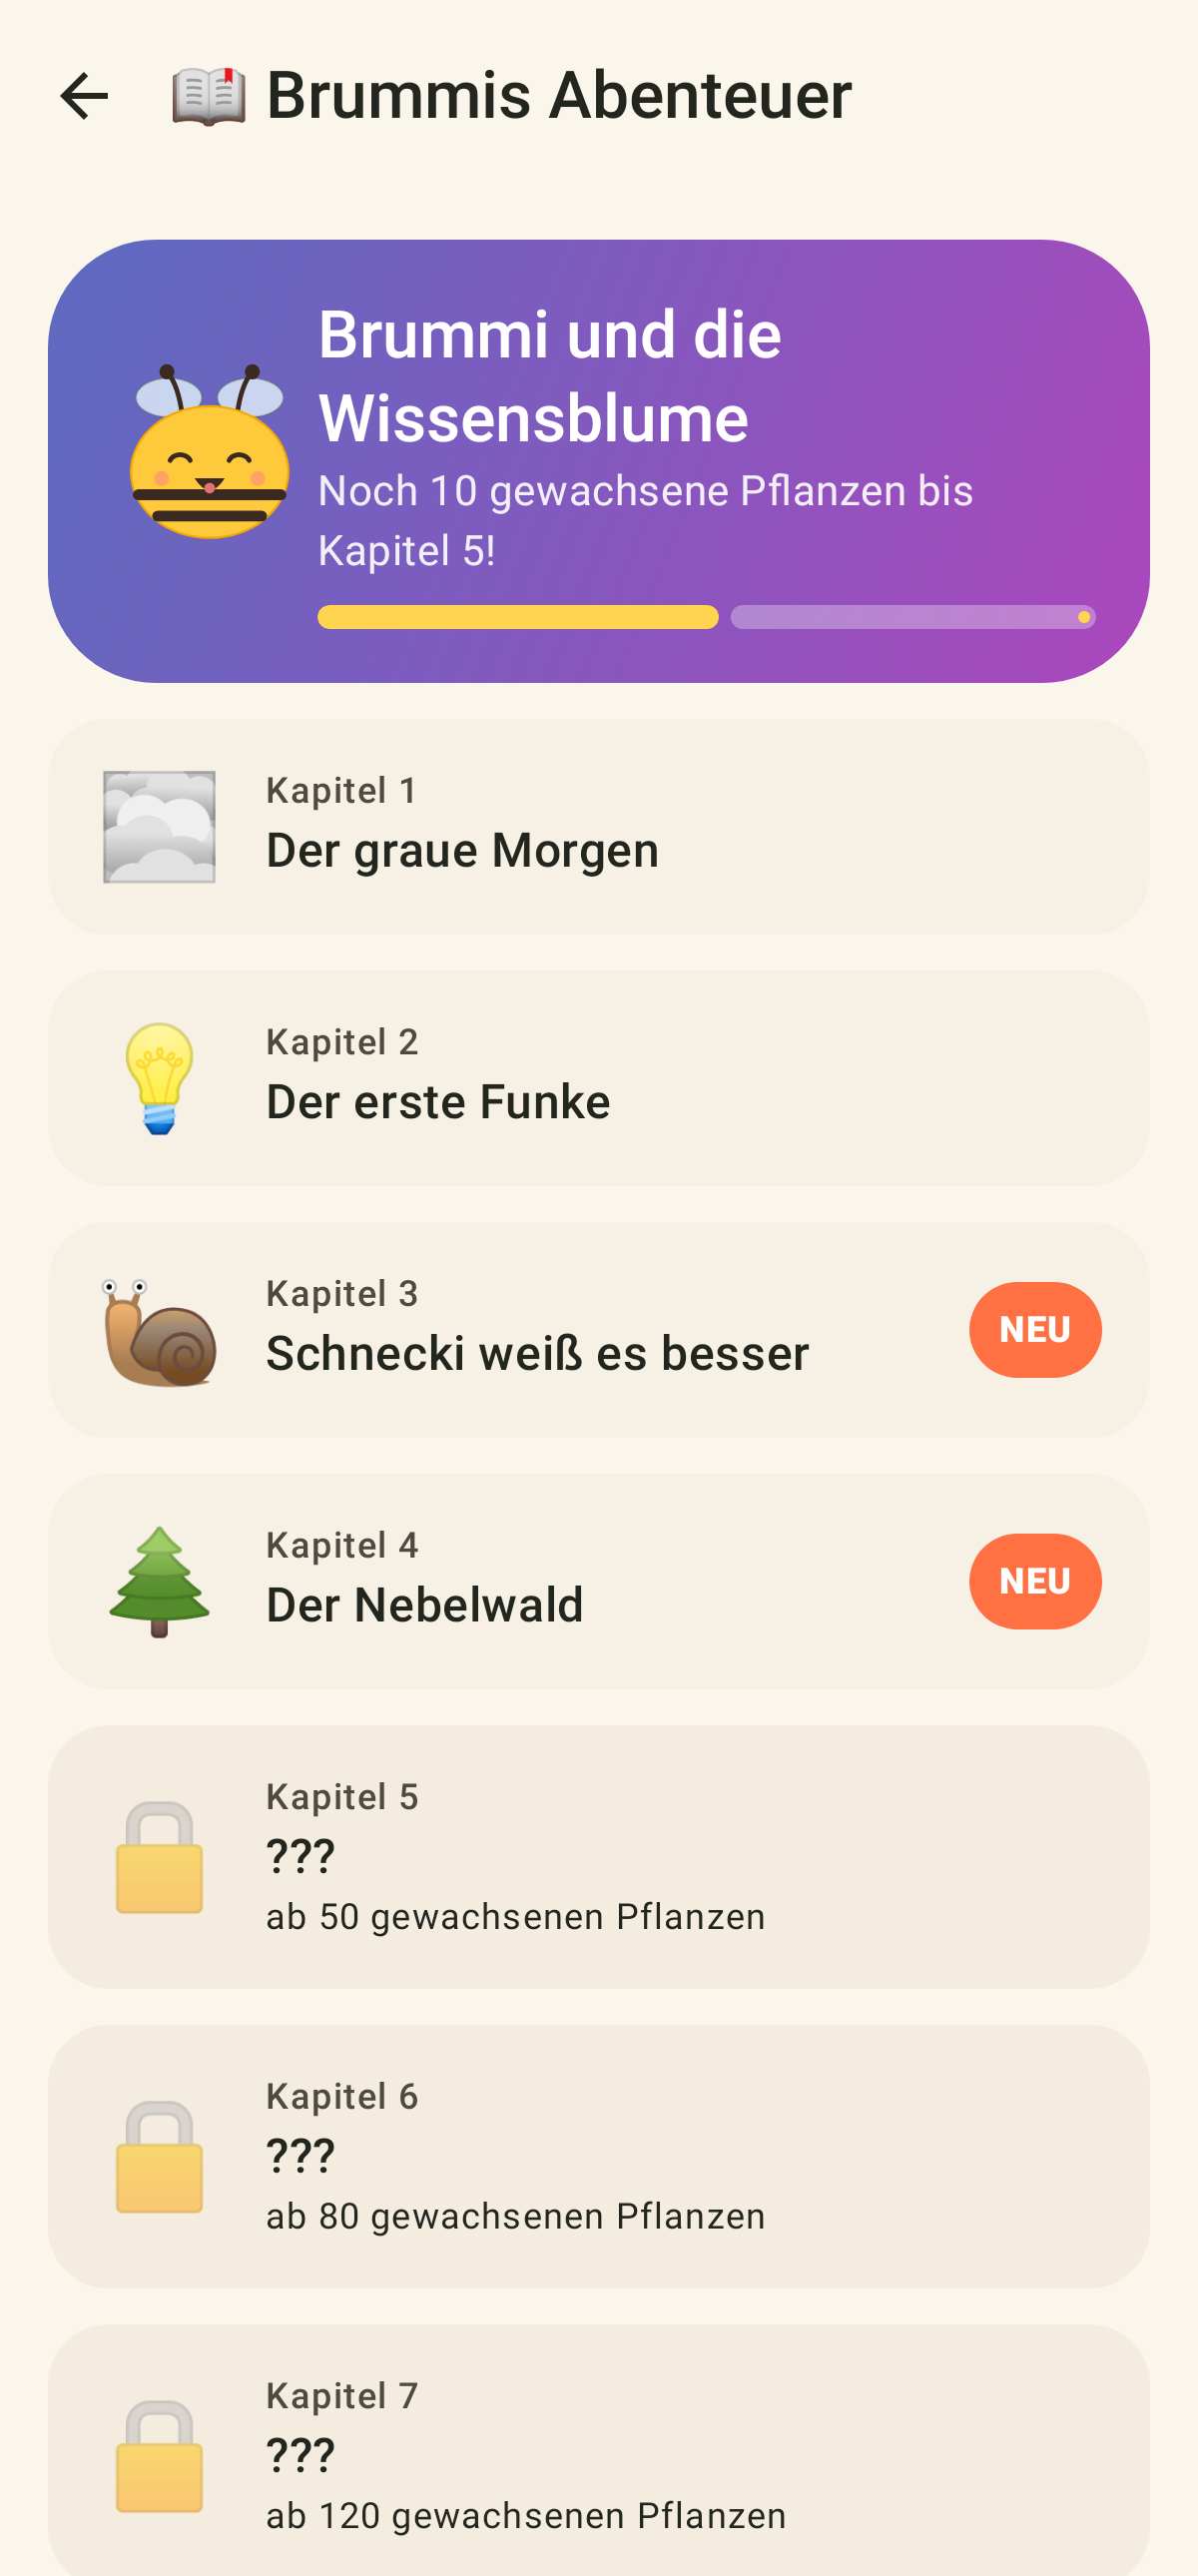 Brummis Abenteuer
Brummi und die
Wissensblume
Noch 10 gewachsene Pflanzen bis
Kapitel 5!
Kapitel 1
Der graue Morgen
Kapitel 2
Der erste Funke
Kapitel 3
Schnecki weiß es besser
NEU
Kapitel 4
Der Nebelwald
NEU
Kapitel 5
???
ab 50 gewachsenen Pflanzen
Kapitel 6
???
ab 80 gewachsenen Pflanzen
Kapitel 7
???
ab 120 gewachsenen Pflanzen